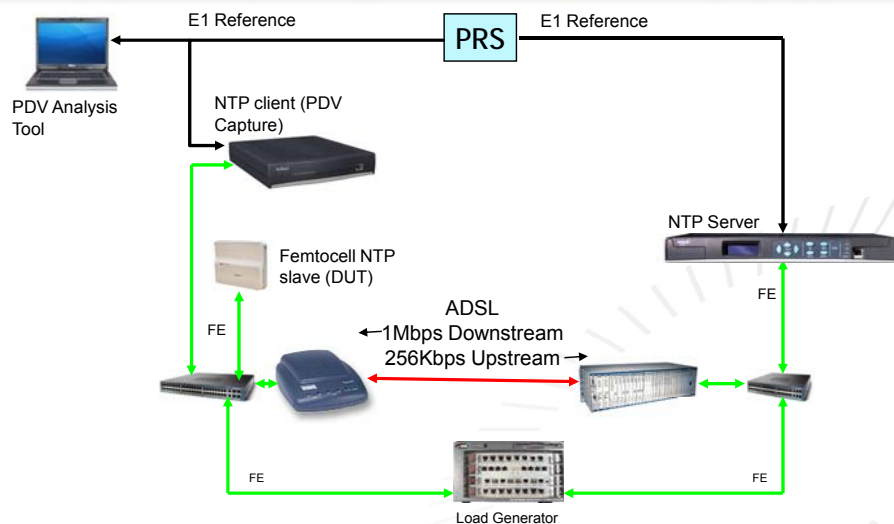 E1 Reference
PRS
E1 Reference
PDV Analysis
Tool
NTP client (PDV
Capture)
NTP Server
Femtocell NTP
slave (DUT)
FE
FE
ADSL
1Mbps Downstream
256Kbps Upstream
FE
FE
Load Generator